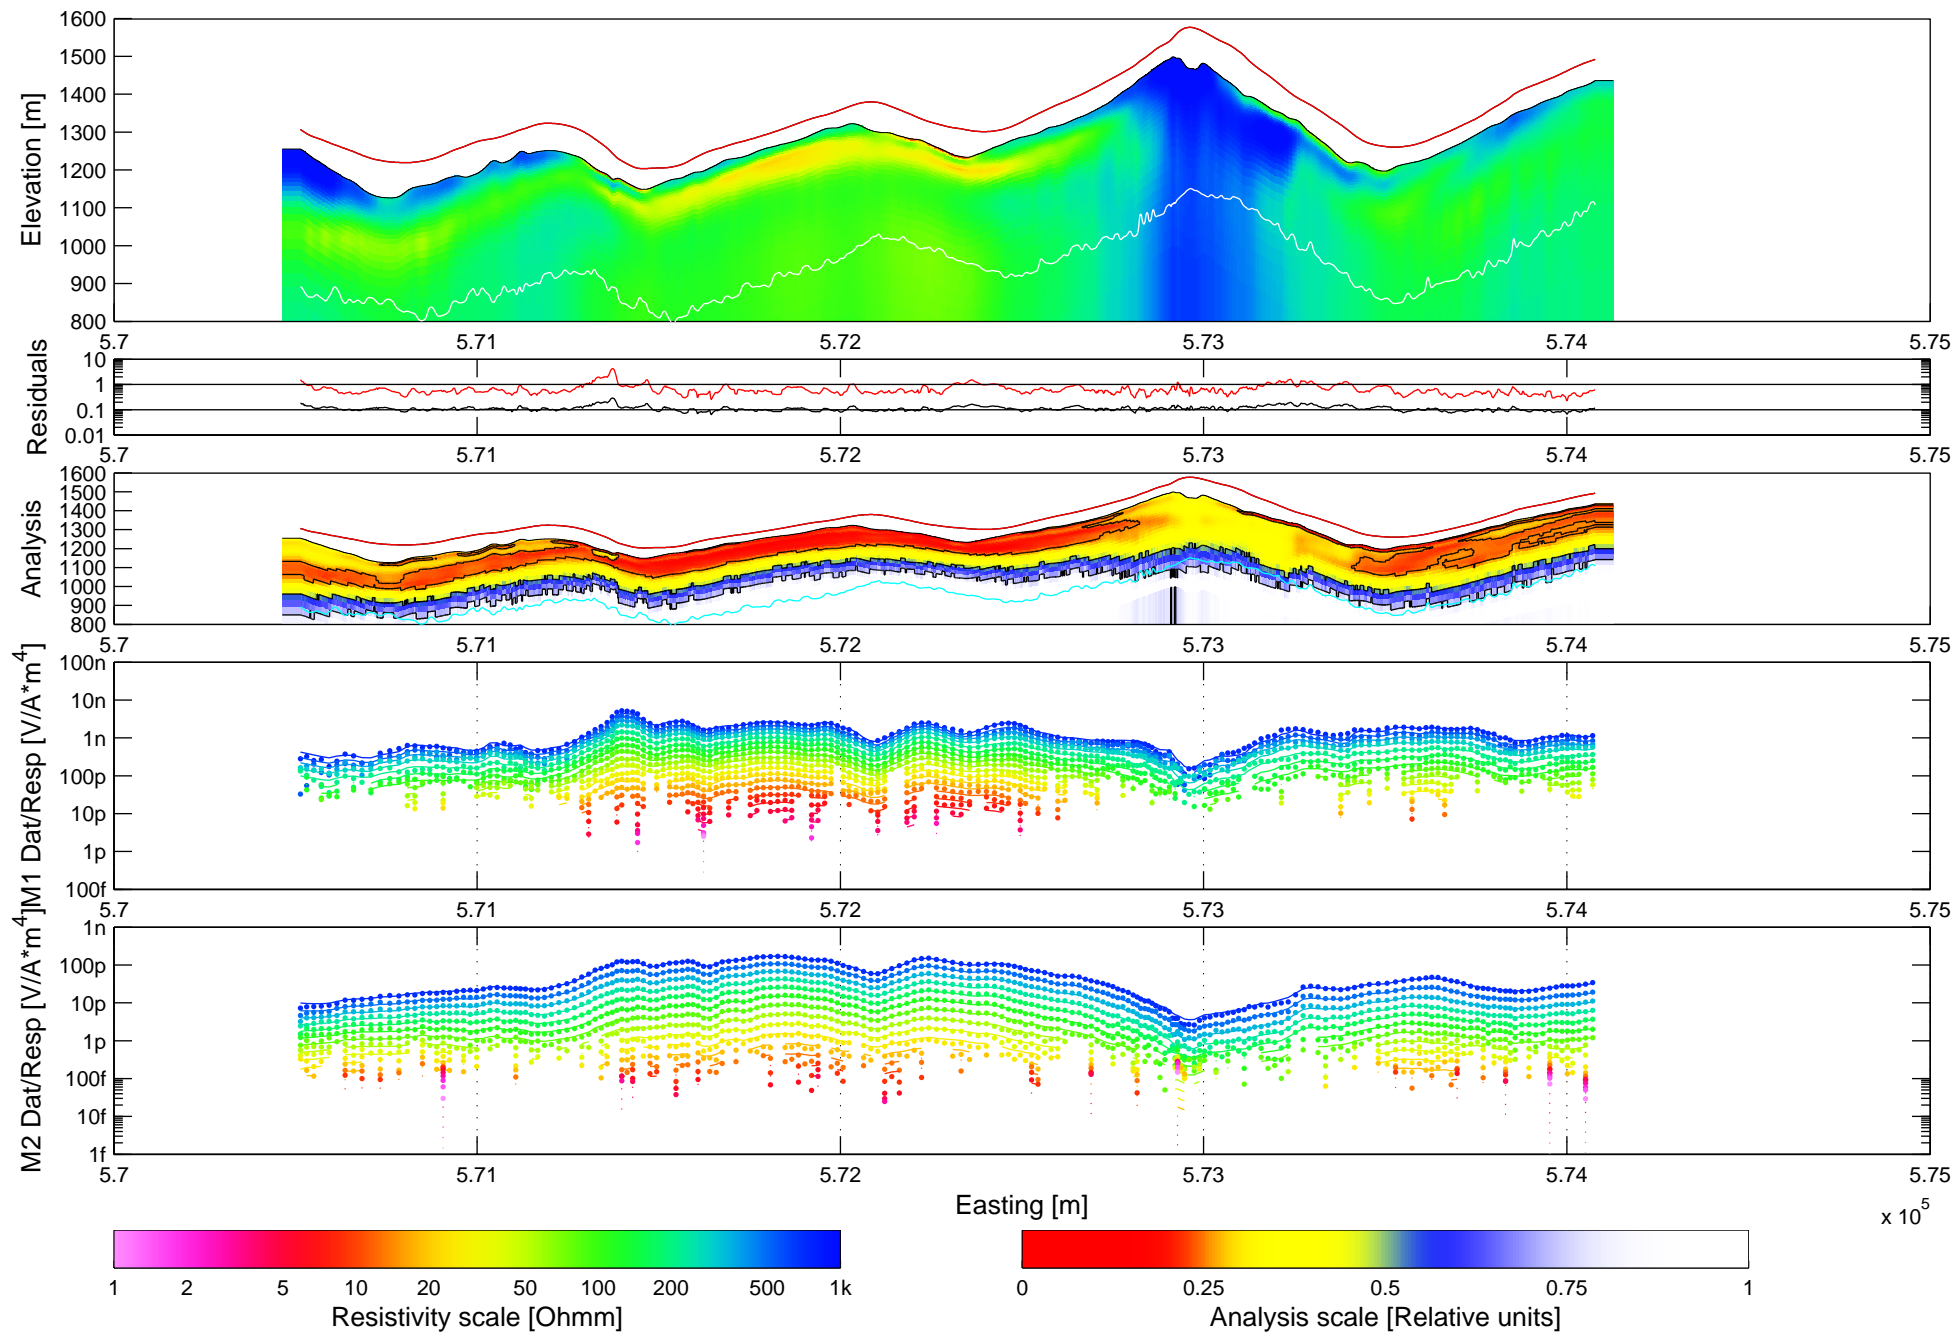 1600
1500
1400
1300
1200
1100
1000
900
800
Elevation [m]
5.7 5.71 5.72 5.73 5.74 5.75
10
1
0.1
0.01
Residuals
5.7 5.71 5.72 5.73 5.74 5.75
1600
1500
1400
1300
1200
1100
1000
900
800
Analysis
5.7 5.71 5.72 5.73 5.74 5.75
100n
10n
1n
100p
10p
1p
100f
M1 Dat/Resp [V/A*m^4]
5.7 5.71 5.72 5.73 5.74 5.75
1n
100p
10p
1p
100f
10f
1f
M2 Dat/Resp [V/A*m^4]
5.7 5.71 5.72 5.73 5.74 5.75
Easting [m]
x 10^5
1 2 5 10 20 50 100 200 500 1k
Resistivity scale [Ohmm]
0 0.25 0.5 0.75 1
Analysis scale [Relative units]